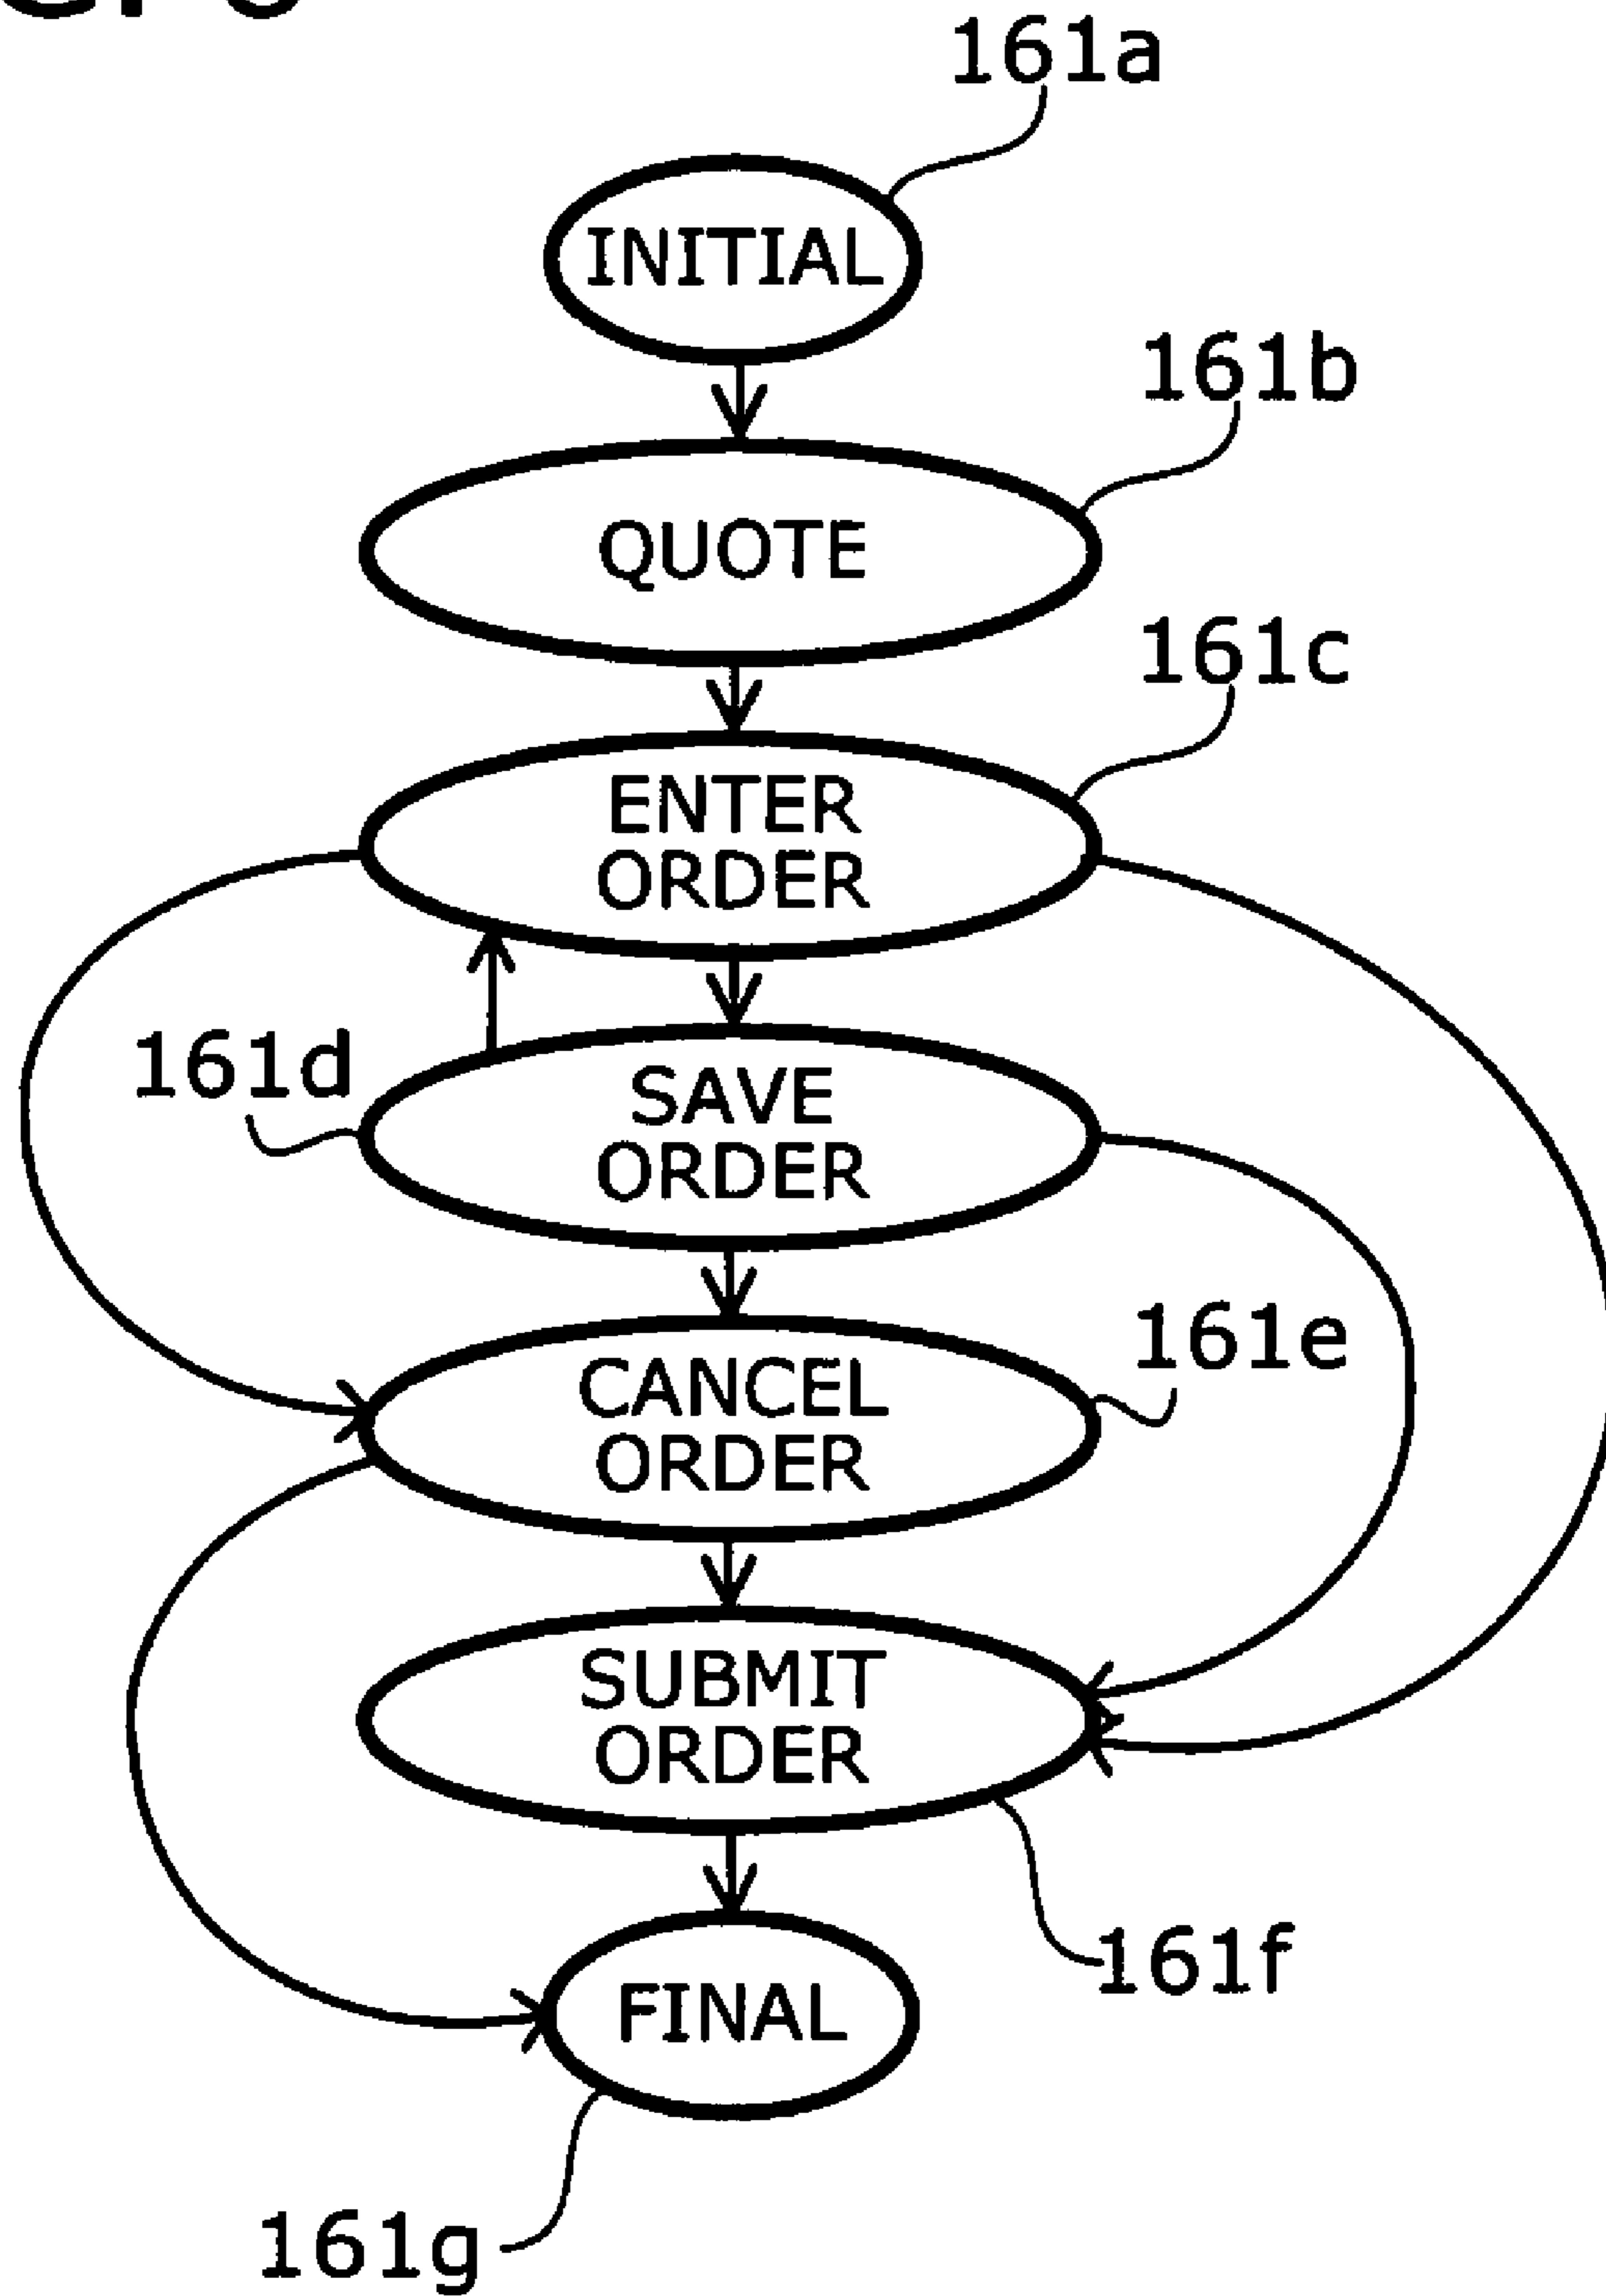 161a
INITIAL
161b
QUOTE
161c
ENTER
ORDER
161d
SAVE
ORDER
161e
CANCEL
ORDER
SUBMIT
ORDER
161f
FINAL
161g